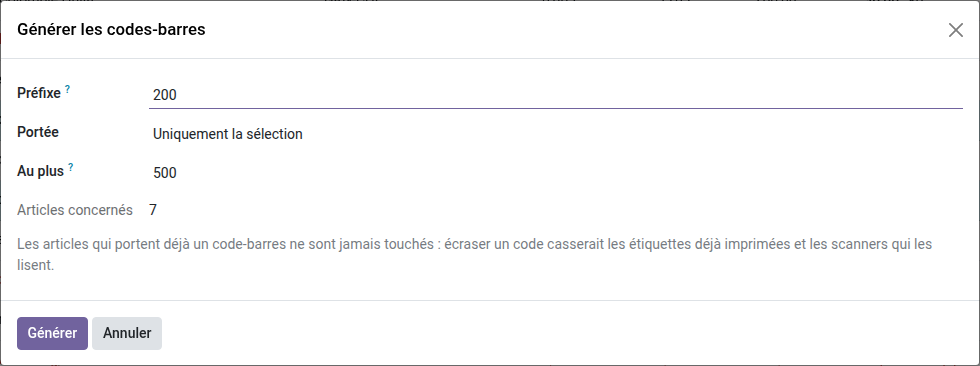 Générer les codes-barres
Préfixe ?
200
Portée
Uniquement la sélection
Au plus ?
500
Articles concernés
7
Les articles qui portent déjà un code-barres ne sont jamais touchés : écraser un code casserait les étiquettes déjà imprimées et les scanners qui les
lisent.
Générer
Annuler